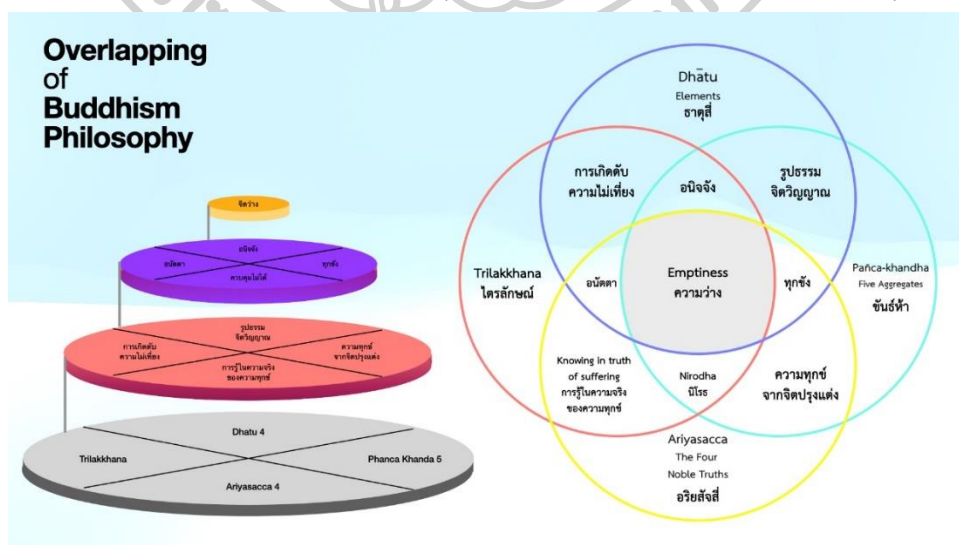 Overlapping
of
Buddhism
Philosophy
จิตว่าง
อนิจจัง
อนัตตา
ทุกขัง
ควบคุมไม่ได้
รูปธรรม
จิตวิญญาณ
การเกิดดับ
ความไม่เที่ยง
ความทุกข์
จากจิตปรุงแต่ง
การรู้ในความจริง
ของความทุกข์
Dhatu 4
Trilakkhana
Phanca Khanda 5
Ariyasacca 4
Dhātu
Elements
ธาตุสี่
การเกิดดับ
ความไม่เที่ยง
อนิจจัง
รูปธรรม
จิตวิญญาณ
Trilakkhana
ไตรลักษณ์
อนัตตา
Emptiness
ความว่าง
ทุกขัง
Pañca-khandha
Five Aggregates
ขันธ์ห้า
Knowing in truth
of suffering
การรู้ในความจริง
ของความทุกข์
Nirodha
นิโรธ
ความทุกข์
จากจิตปรุงแต่ง
Ariyasacca
The Four
Noble Truths
อริยสัจสี่